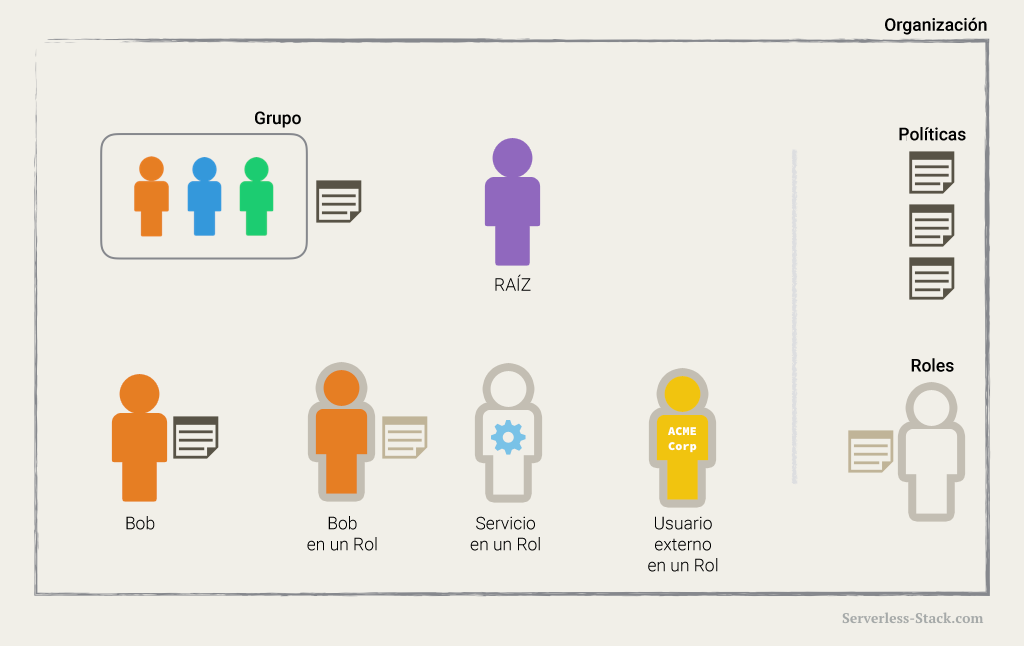 Organización
Grupo
Políticas
RAÍZ
Roles
ACME
Corp
Bob
Bob
en un Rol
Servicio
en un Rol
Usuario
externo
en un Rol
Serverless-Stack.com